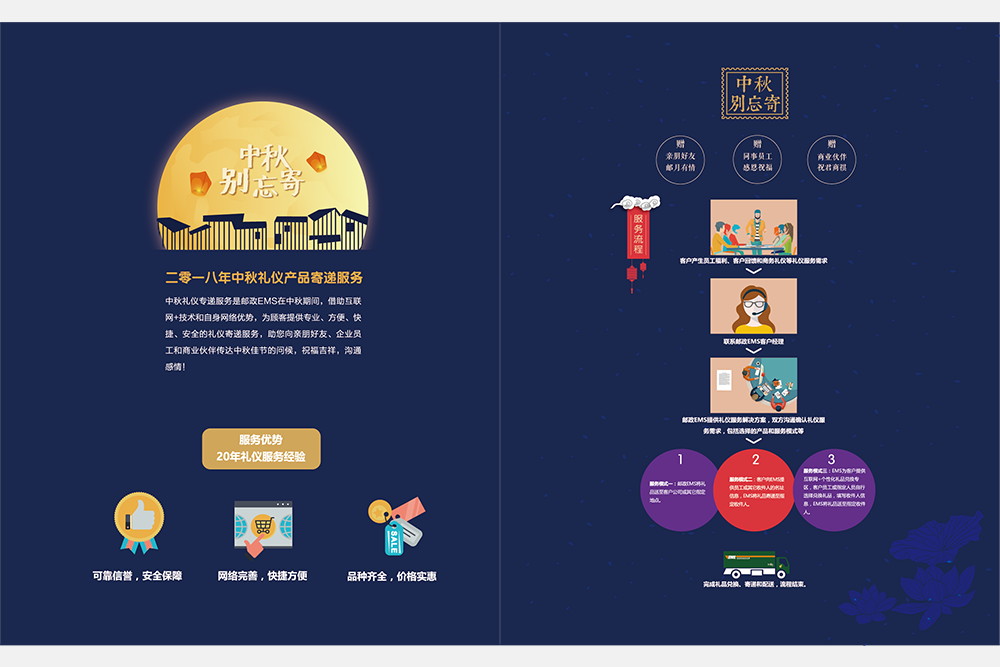 中秋
别忘寄
二零一八年中秋礼仪产品寄递服务
中秋礼仪专递服务是邮政EMS在中秋期间，借助互联
网+技术和自身网络优势，为顾客提供专业、方便、快
捷、安全的礼仪寄递服务，助您向亲朋好友、企业员
工和商业伙伴传达中秋佳节的问候，祝福吉祥，沟通
感情！
服务优势
20年礼仪服务经验
SALE
可靠信誉，安全保障
网络完善，快捷方便
品种齐全，价格实惠
中秋
别忘寄
赠
亲朋好友
邮月有情
赠
同事员工
感恩祝福
赠
商业伙伴
祝君商祺
服务流程
客户产生员工福利、客户回馈和商务礼仪等礼仪服务需求
联系邮政EMS客户经理
邮政EMS提供礼仪服务解决方案，双方沟通确认礼仪服
务需求，包括选择的产品和服务模式等
1
服务模式一：邮政EMS将礼
品送至客户公司或其它指定
地点。
2
服务模式二：客户向EMS提
供员工或其它收件人的名址
信息，EMS将礼品寄递至指
定收件人。
3
服务模式三：EMS为客户提供
互联网+个性化礼品兑换专
区，客户员工或指定人员自行
选择兑换礼品，填写收件人信
息，EMS将礼品送至指定收件
人。
EMS
完成礼品兑换、寄递和配送，流程结束。